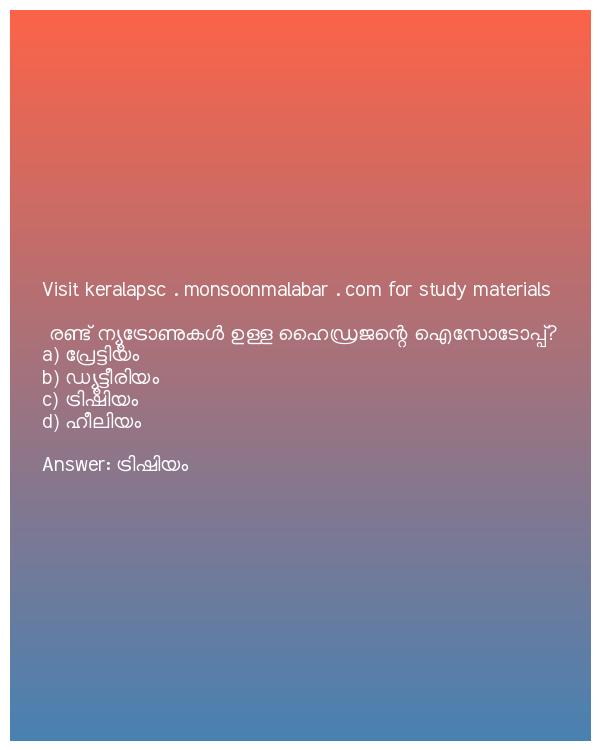 Visit keralapsc . monsoonmalabar . com for study materials
രണ്ട് ന്യൂട്രോണുകൾ ഉള്ള ഹൈഡ്രജന്റെ ഐസോടോപ്പ്?
a) പ്രേട്ടിയം
b) ഡ്യൂട്ടീരിയം
c) ട്രിഷിയം
d) ഹീലിയം
Answer: ട്രിഷിയം